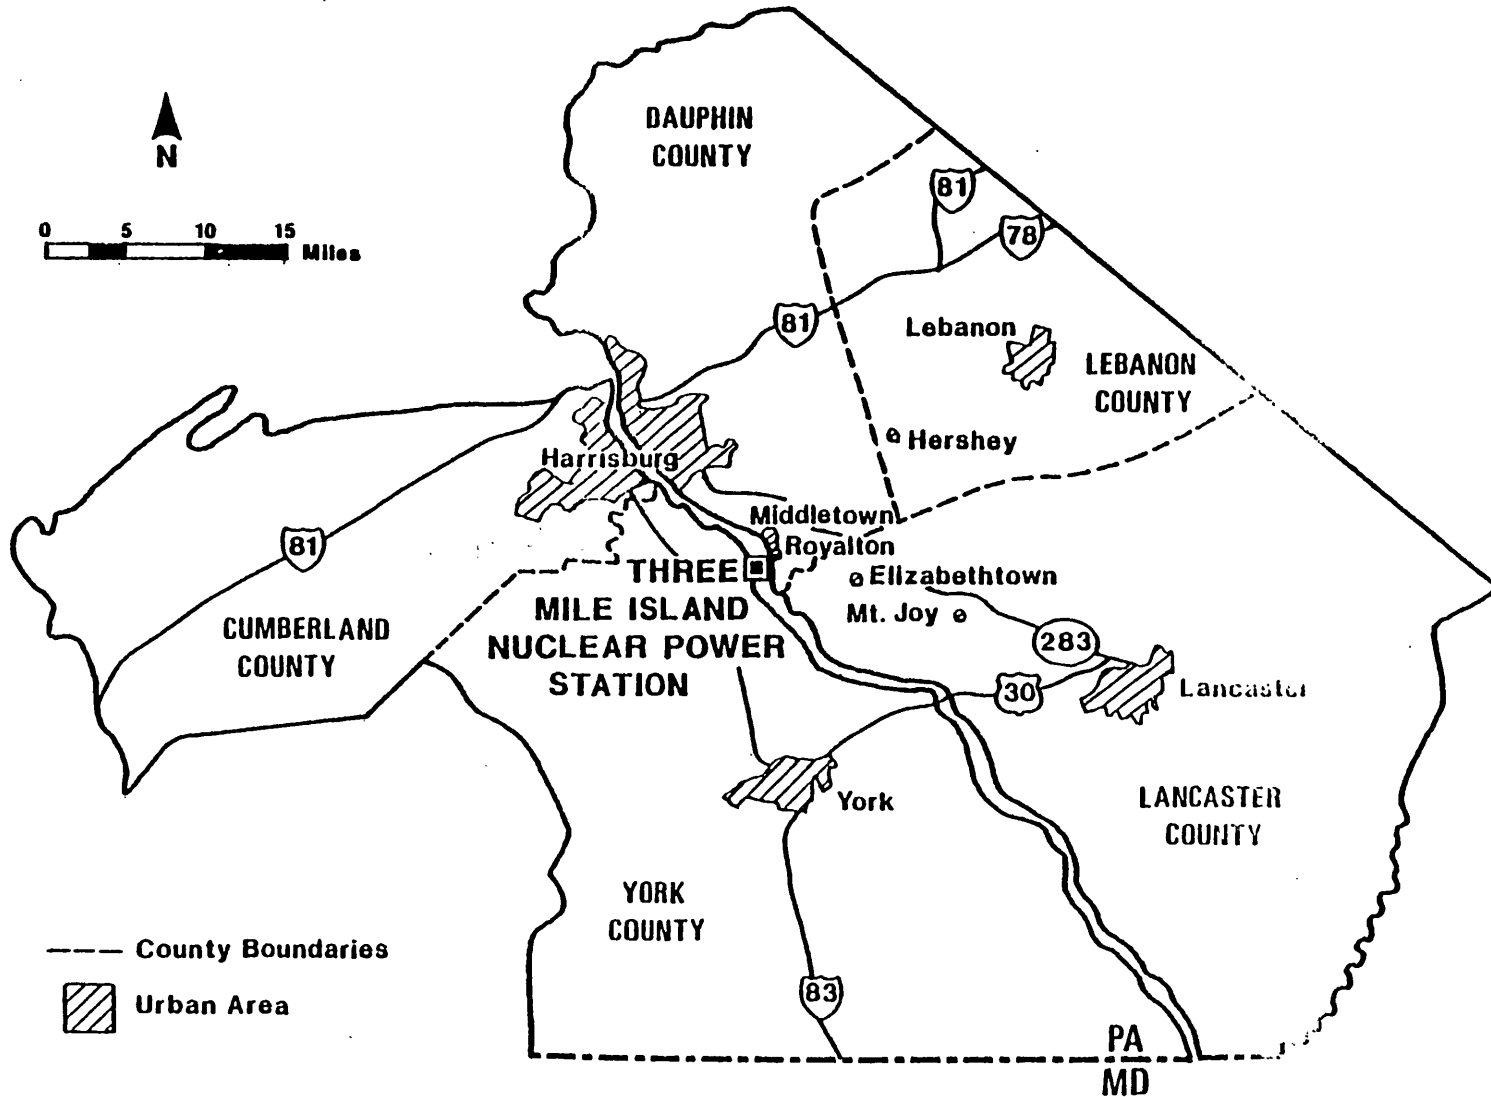 DAUPHIN
COUNTY
N
0 5 10 15
Miles
81
78
81
Lebanon
LEBANON
COUNTY
Hershey
Harrisburg
Middletown
Royalton
81
THREE
MILE ISLAND
NUCLEAR POWER
STATION
Elizabethtown
Mt. Joy
283
30
Lancaster
CUMBERLAND
COUNTY
York
LANCASTER
COUNTY
YORK
COUNTY
83
County Boundaries
Urban Area
PA
MD